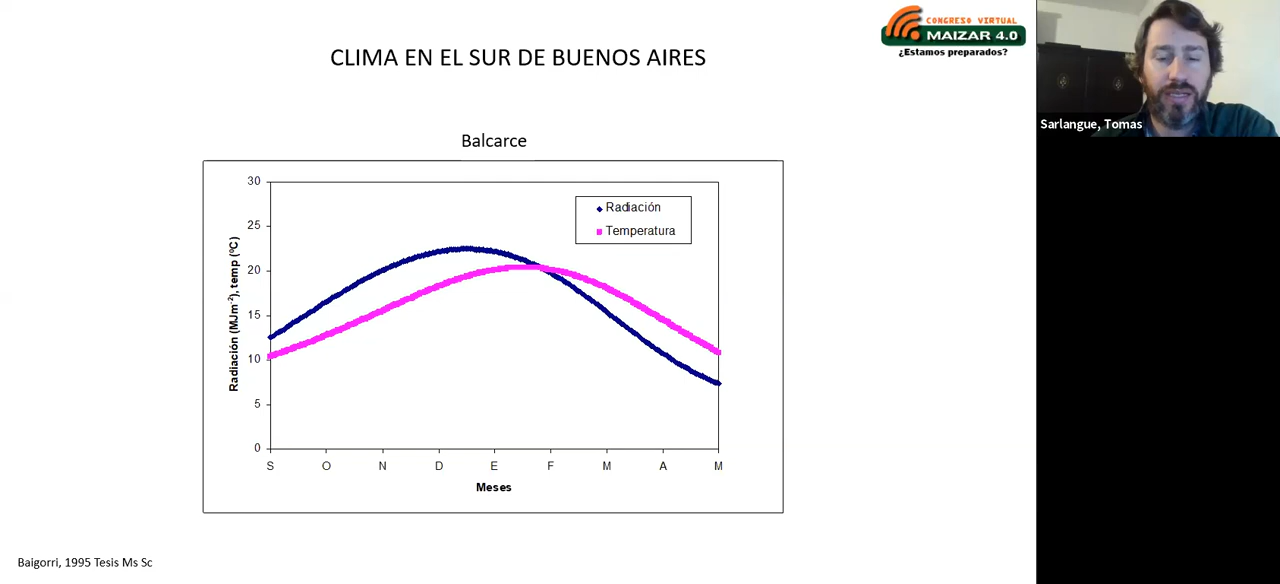 CONGRESO VIRTUAL
MAIZAR 4.0
¿Estamos preparados?
CLIMA EN EL SUR DE BUENOS AIRES
Sarlangue, Tomas
Balcarce
30
25
20
15
10
5
0
Radiación (MJm-2), temp (ºC)
Radiación
Temperatura
S O N D E F M A M
Meses
Baigorri, 1995 Tesis Ms Sc